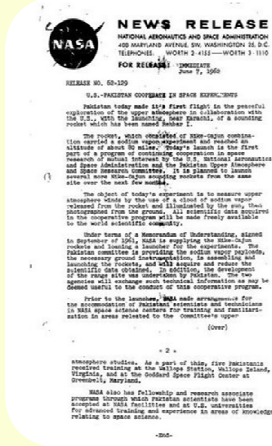 NASA
NEWS RELEASE
NATIONAL AERONAUTICS AND SPACE ADMINISTRATION
400 MARYLAND AVENUE, SW, WASHINGTON 25, D.C.
TELEPHONES: WORTH 2-4155—WORTH 3-1110
FOR RELEASE: IMMEDIATE
June 7, 1962
RELEASE NO. 62-129
U.S.-PAKISTAN COOPERATE IN SPACE EXPERIMENTS
Pakistan today made its first flight in the peaceful
exploration of the upper atmosphere in collaboration with
the U.S., with the launching, near Karachi, of a sounding
rocket which has been named Rehbar I.
The rocket, which consisted of Nike-Cajun combina-
tion carried a sodium vapor experiment and reached an
altitude of about 80 miles. Today's launch is the first
part of a program of continuing cooperation in space
research of mutual interest by the U.S. National Aeronautics
and Space Administration and the Pakistan Upper Atmosphere
and Space Research Committee. It is planned to launch
several more Nike-Cajun sounding rockets from the same
site over the next few months.
The object of today's experiment is to measure upper
atmosphere winds by the use of a cloud of sodium vapor
released from the rocket and illuminated by the sun, then
photographed from the ground. All scientific data acquired
in the cooperative program will be made freely available
to the world scientific community.
Under terms of a Memorandum of Understanding, signed
in September of 1961, NASA is supplying the Nike-Cajun
rockets and loaning a launcher for the experiments. The
Pakistan committee is providing the sodium vapor payloads,
the necessary ground instrumentation, is assembling and
launching the rockets, and will acquire and reduce the
scientific data obtained. In addition, the development
of the range site was undertaken by Pakistan. The two
agencies will exchange such technical information as may be
deemed useful to the conduct of this cooperative program.
Prior to the launches, NASA made arrangements for
the accommodation of Pakistani scientists and technicians
in NASA space science centers for training and familiari-
zation in areas related to the Committee's upper
(Over)
- 2 -
atmosphere studies. As a part of this, five Pakistanis
received training at the Wallops Station, Wallops Island,
Virginia, and at the Goddard Space Flight Center at
Greenbelt, Maryland.
NASA also has fellowship and research associate
programs through which Pakistan scientists have been
accepted at NASA facilities and at U.S. universities
for advanced training and experience in areas of knowledge
relating to space science.
-End-